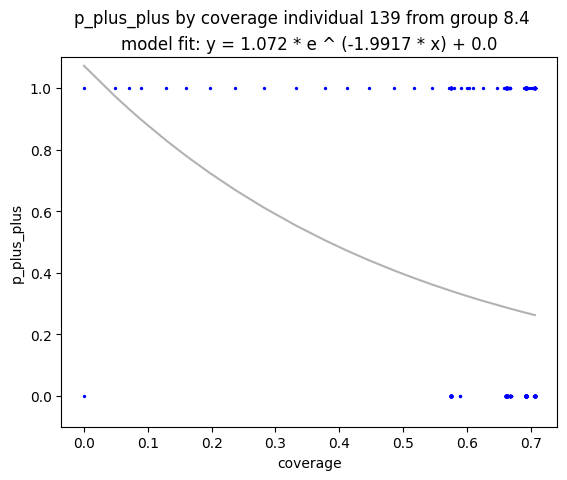 p_plus_plus by coverage individual 139 from group 8.4
model fit: y = 1.072 * e ^ (-1.9917 * x) + 0.0
1.0
0.8
0.6
0.4
0.2
0.0
p_plus_plus
0.0 0.1 0.2 0.3 0.4 0.5 0.6 0.7
coverage